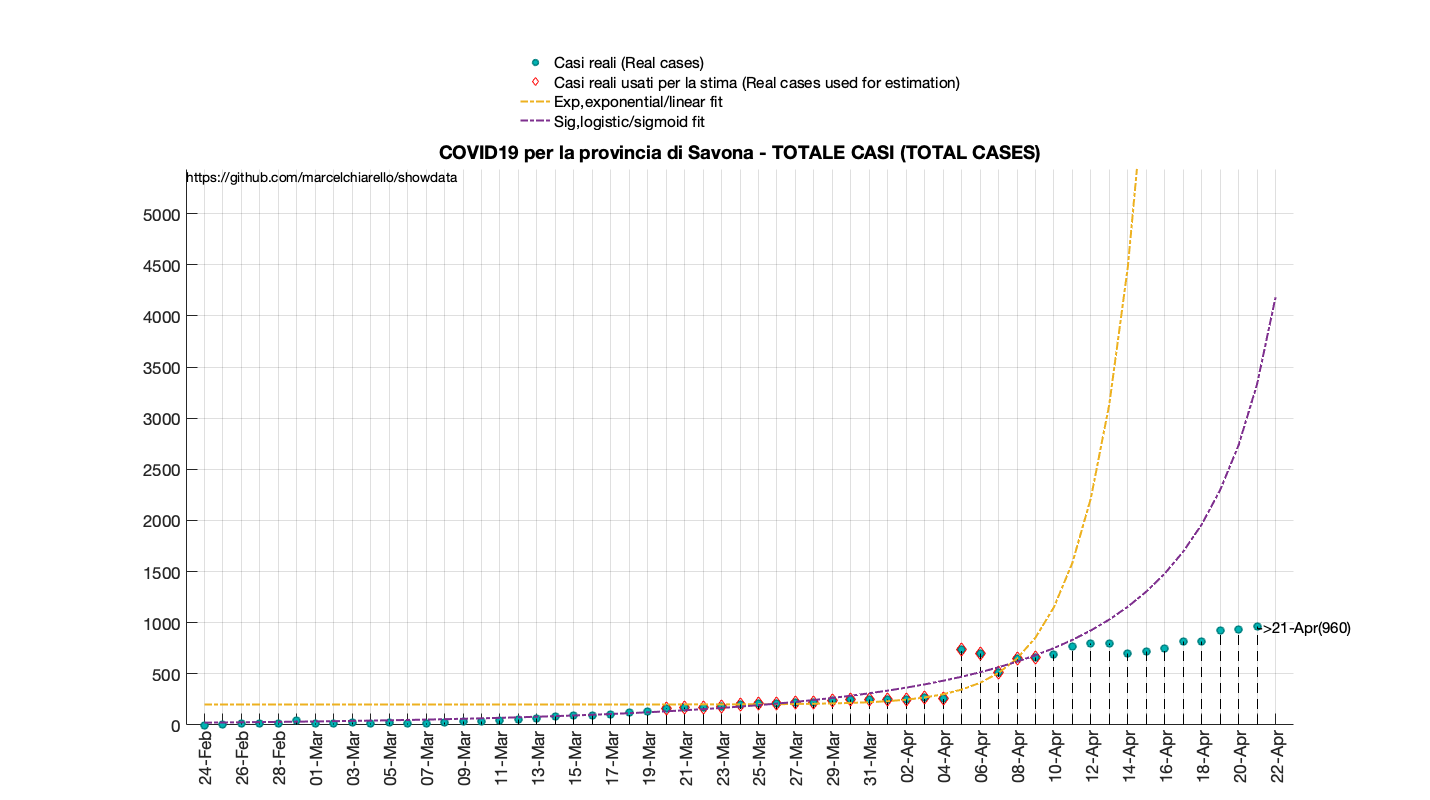 Casi reali (Real cases)
Casi reali usati per la stima (Real cases used for estimation)
Exp,exponential/linear fit
Sig,logistic/sigmoid fit
COVID19 per la provincia di Savona - TOTALE CASI (TOTAL CASES)
https://github.com/marcelchiarello/showdata
5000
4500
4000
3500
3000
2500
2000
1500
1000
500
0
->21-Apr(960)
24-Feb
26-Feb
28-Feb
01-Mar
03-Mar
05-Mar
07-Mar
09-Mar
11-Mar
13-Mar
15-Mar
17-Mar
19-Mar
21-Mar
23-Mar
25-Mar
27-Mar
29-Mar
31-Mar
02-Apr
04-Apr
06-Apr
08-Apr
10-Apr
12-Apr
14-Apr
16-Apr
18-Apr
20-Apr
22-Apr